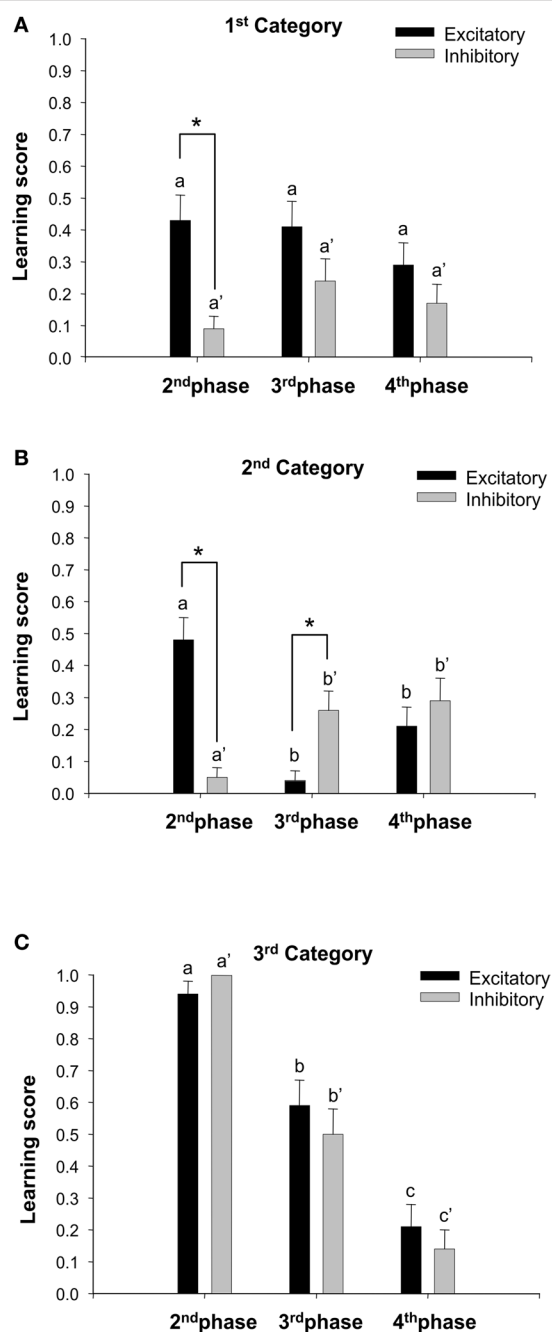 A
1st Category
Excitatory
Inhibitory
Learning score
1.0
0.9
0.8
0.7
0.6
0.5
0.4
0.3
0.2
0.1
0.0
*
a
a'
a
a'
a
a'
2ndphase 3rdphase 4thphase
B
2nd Category
Excitatory
Inhibitory
Learning score
1.0
0.9
0.8
0.7
0.6
0.5
0.4
0.3
0.2
0.1
0.0
*
a
a'
*
b
b'
b
b'
2ndphase 3rdphase 4thphase
C
3rd Category
Excitatory
Inhibitory
Learning score
1.0
0.9
0.8
0.7
0.6
0.5
0.4
0.3
0.2
0.1
0.0
a
a'
b
b'
c
c'
2ndphase 3rdphase 4thphase